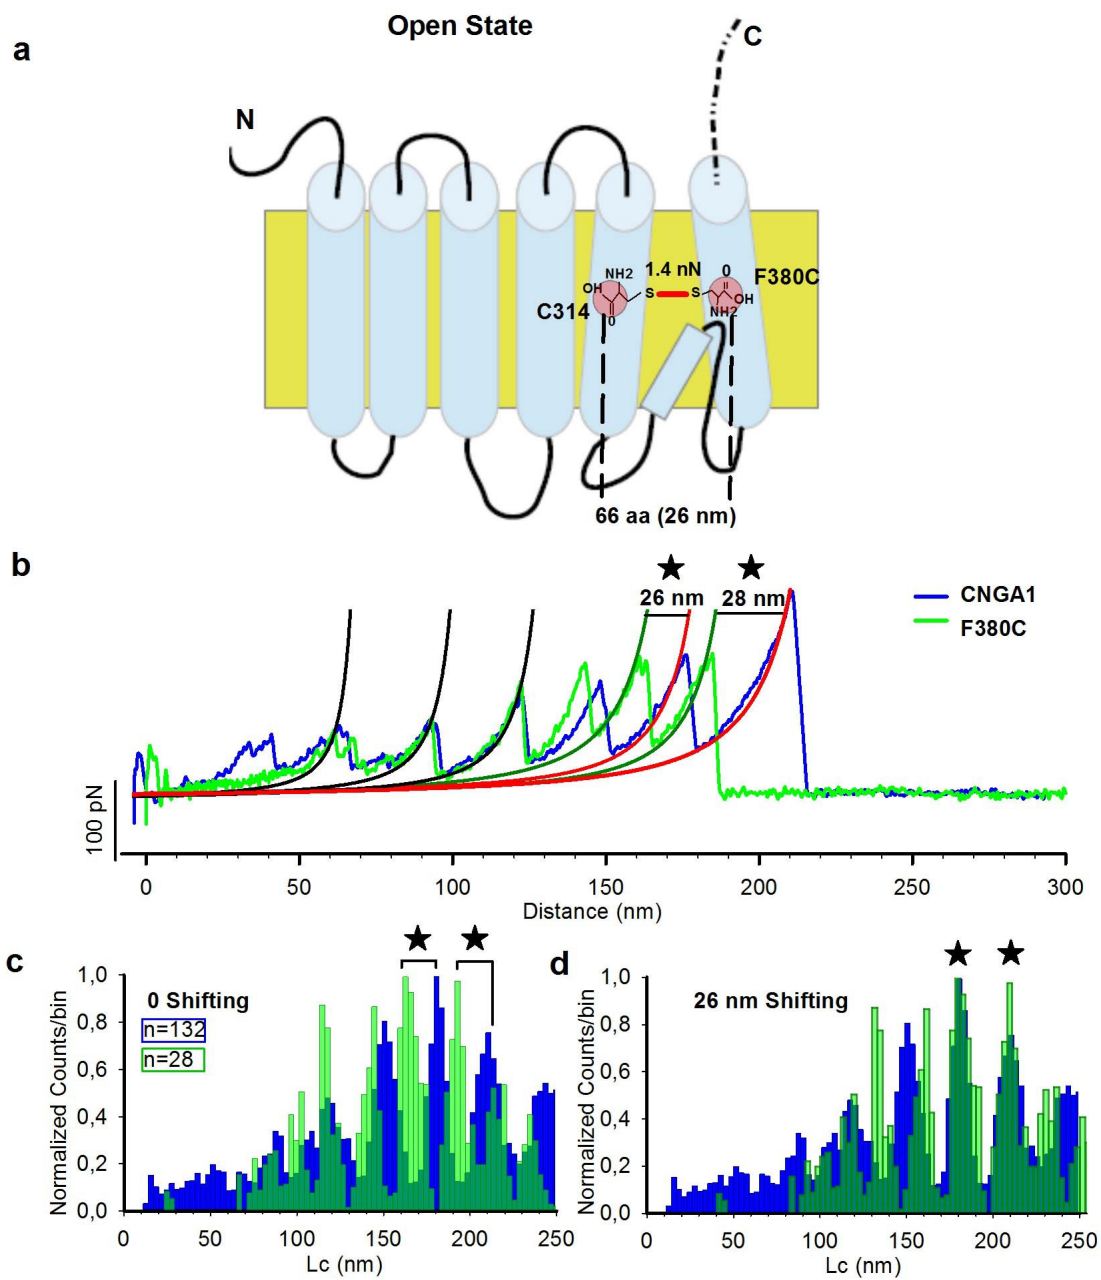 Open State
a
C
N
NH2
1.4 nN
O
F380C
OH
S
S
OH
C314
O
NH2
66 aa (26 nm)
b
26 nm
28 nm
CNGA1
F380C
100 pN
0
50
100
150
200
250
300
Distance (nm)
c
0 Shifting
n=132
n=28
Normalized Counts/bin
1,0
0,8
0,6
0,4
0,2
0,0
0
50
100
150
200
250
Lc (nm)
d
26 nm Shifting
Normalized Counts/bin
1,0
0,8
0,6
0,4
0,2
0,0
0
50
100
150
200
250
Lc (nm)